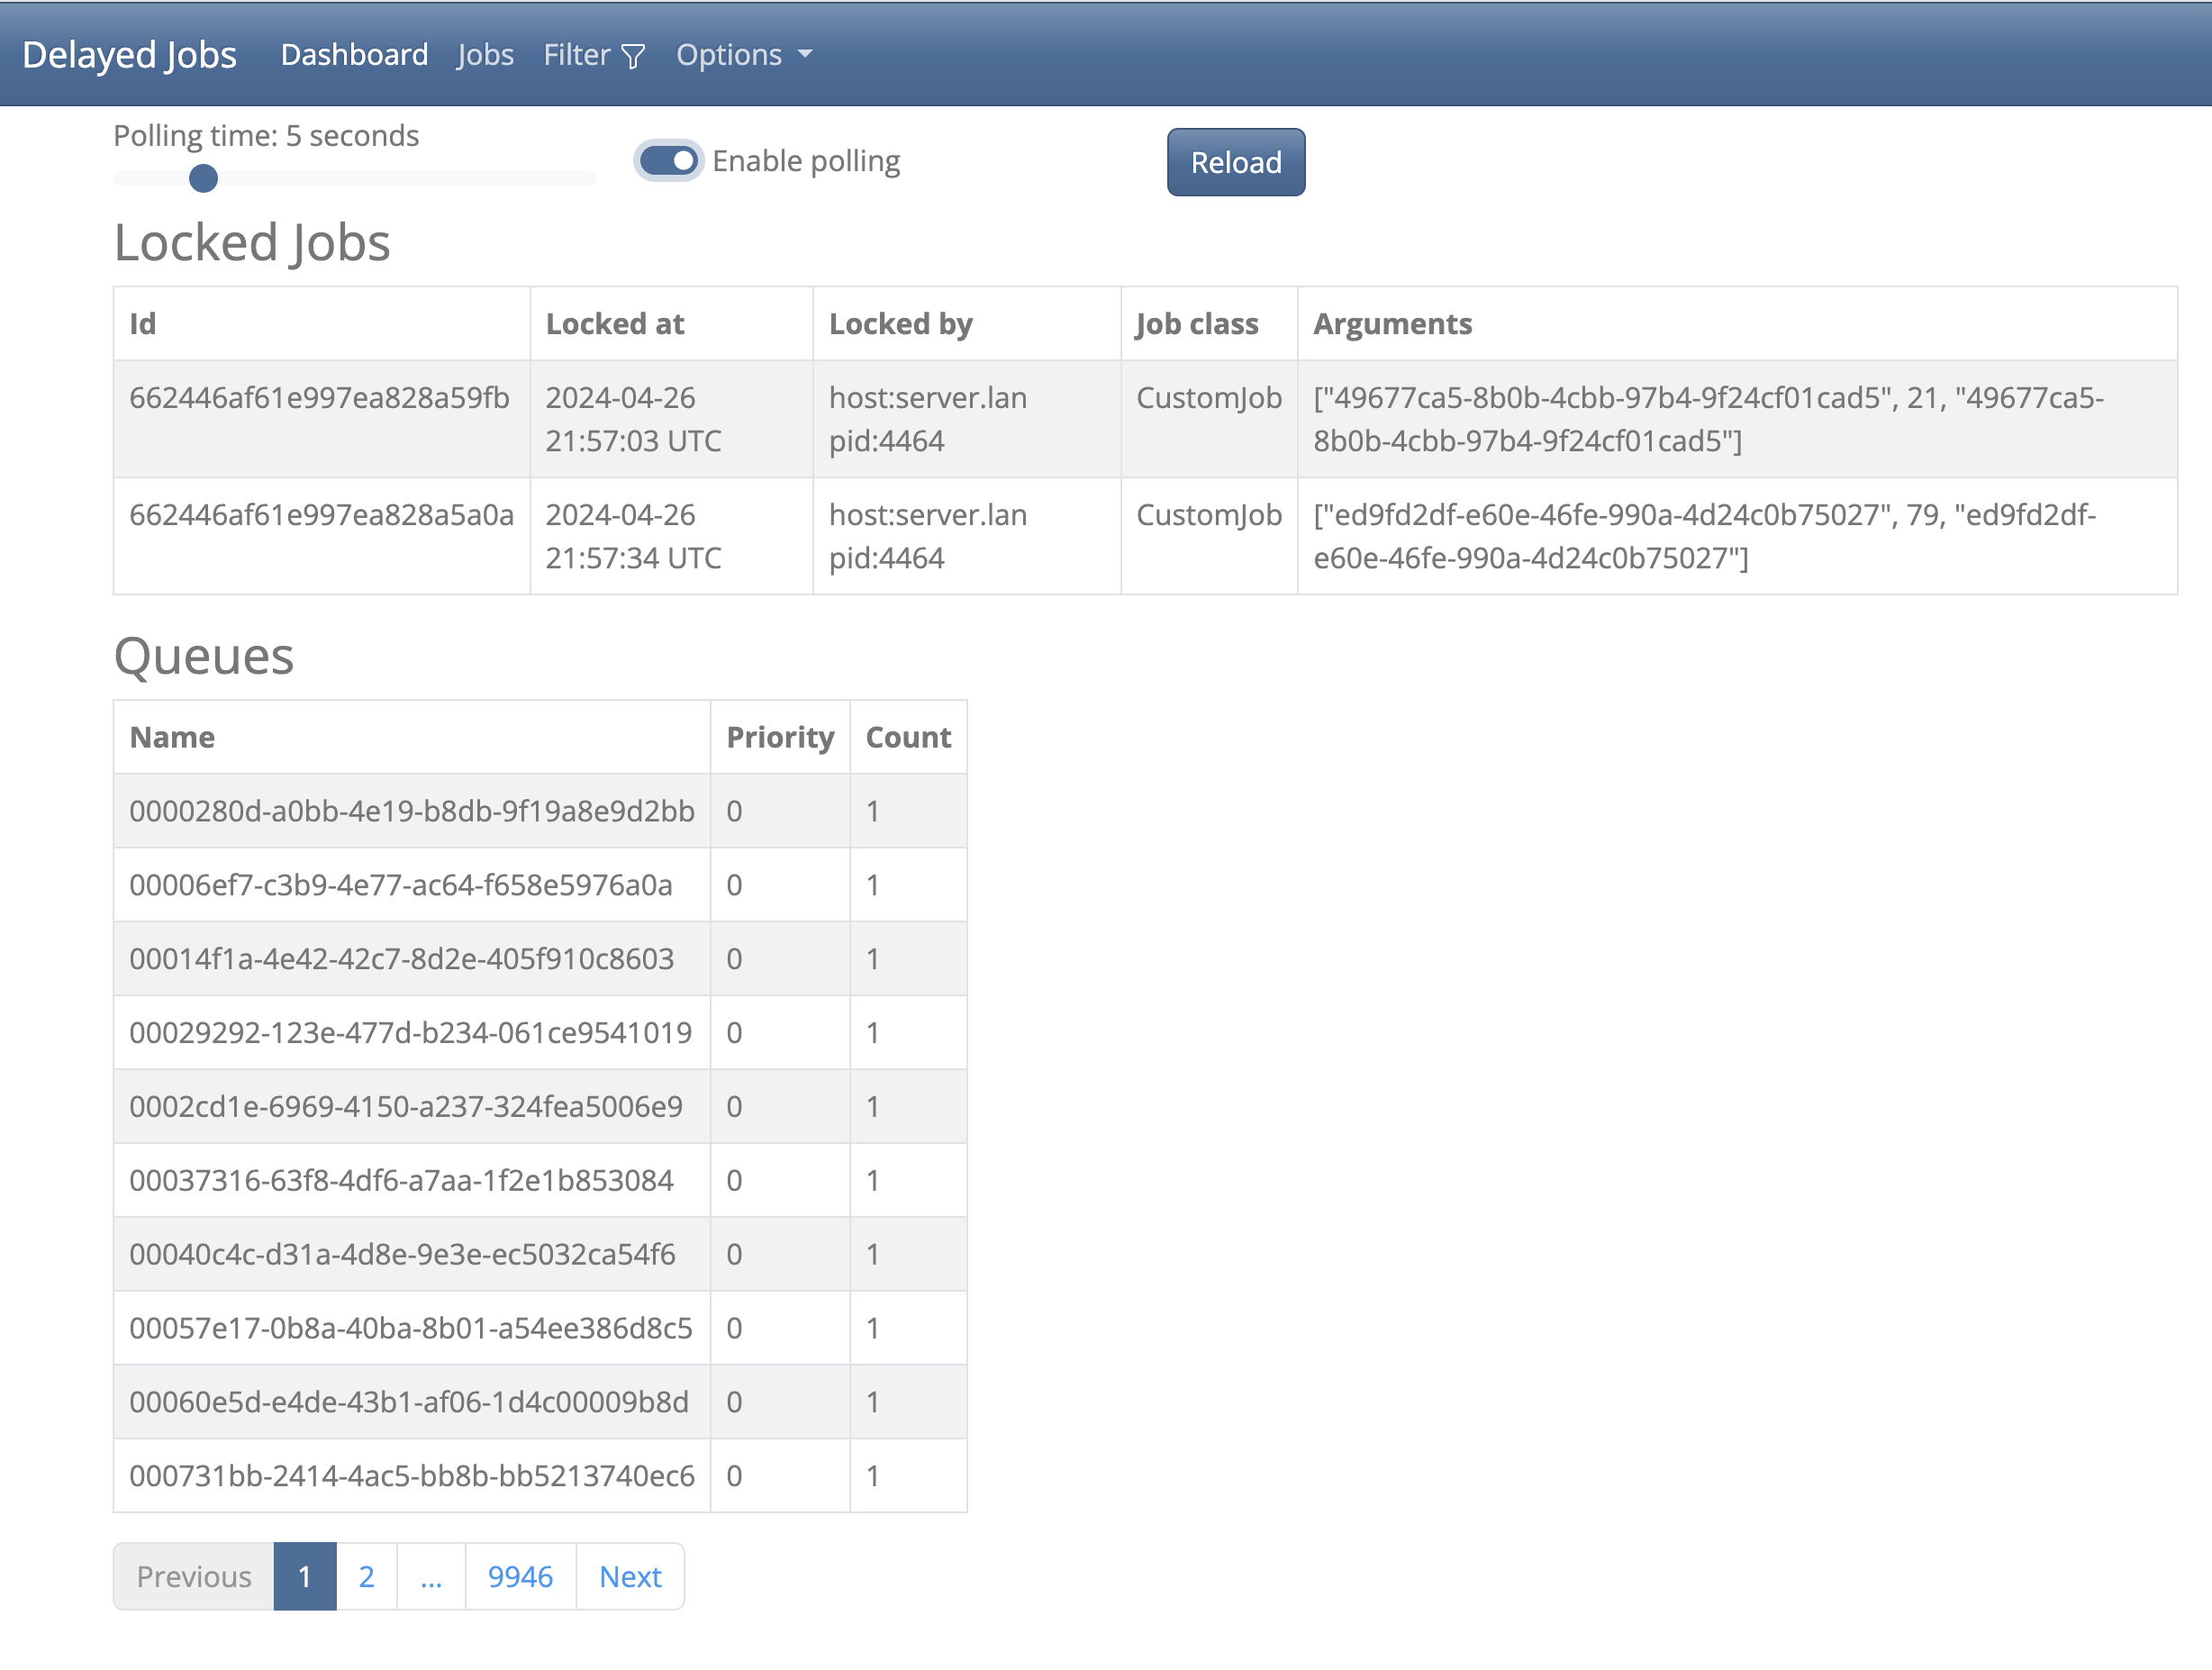 Delayed Jobs Dashboard Jobs Filter Options
Polling time: 5 seconds
Enable polling
Reload
Locked Jobs
Id Locked at Locked by Job class Arguments
662446af61e997ea828a59fb 2024-04-26 host:server.lan CustomJob ["49677ca5-8b0b-4cbb-97b4-9f24cf01cad5", 21, "49677ca5-
21:57:03 UTC pid:4464 8b0b-4cbb-97b4-9f24cf01cad5"]
662446af61e997ea828a5a0a 2024-04-26 host:server.lan CustomJob ["ed9fd2df-e60e-46fe-990a-4d24c0b75027", 79, "ed9fd2df-
21:57:34 UTC pid:4464 e60e-46fe-990a-4d24c0b75027"]
Queues
Name Priority Count
0000280d-a0bb-4e19-b8db-9f19a8e9d2bb 0 1
00006ef7-c3b9-4e77-ac64-f658e5976a0a 0 1
00014f1a-4e42-42c7-8d2e-405f910c8603 0 1
00029292-123e-477d-b234-061ce9541019 0 1
0002cd1e-6969-4150-a237-324fea5006e9 0 1
00037316-63f8-4df6-a7aa-1f2e1b853084 0 1
00040c4c-d31a-4d8e-9e3e-ec5032ca54f6 0 1
00057e17-0b8a-40ba-8b01-a54ee386d8c5 0 1
00060e5d-e4de-43b1-af06-1d4c00009b8d 0 1
000731bb-2414-4ac5-bb8b-bb5213740ec6 0 1
Previous 1 2 ... 9946 Next